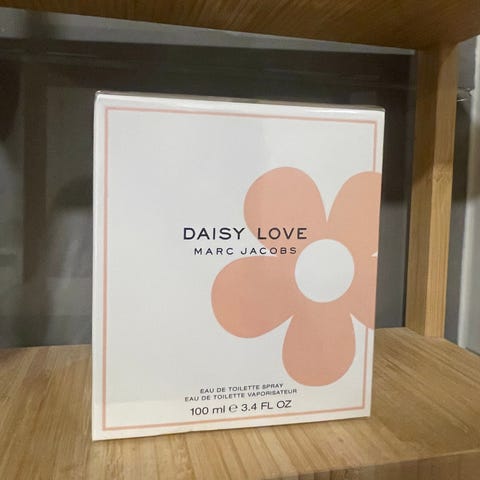 DAISY LOVE
MARC JACOBS
EAU DE TOILETTE SPRAY
EAU DE TOILETTE VAPORISATEUR
100 ml ℮ 3.4 FL OZ